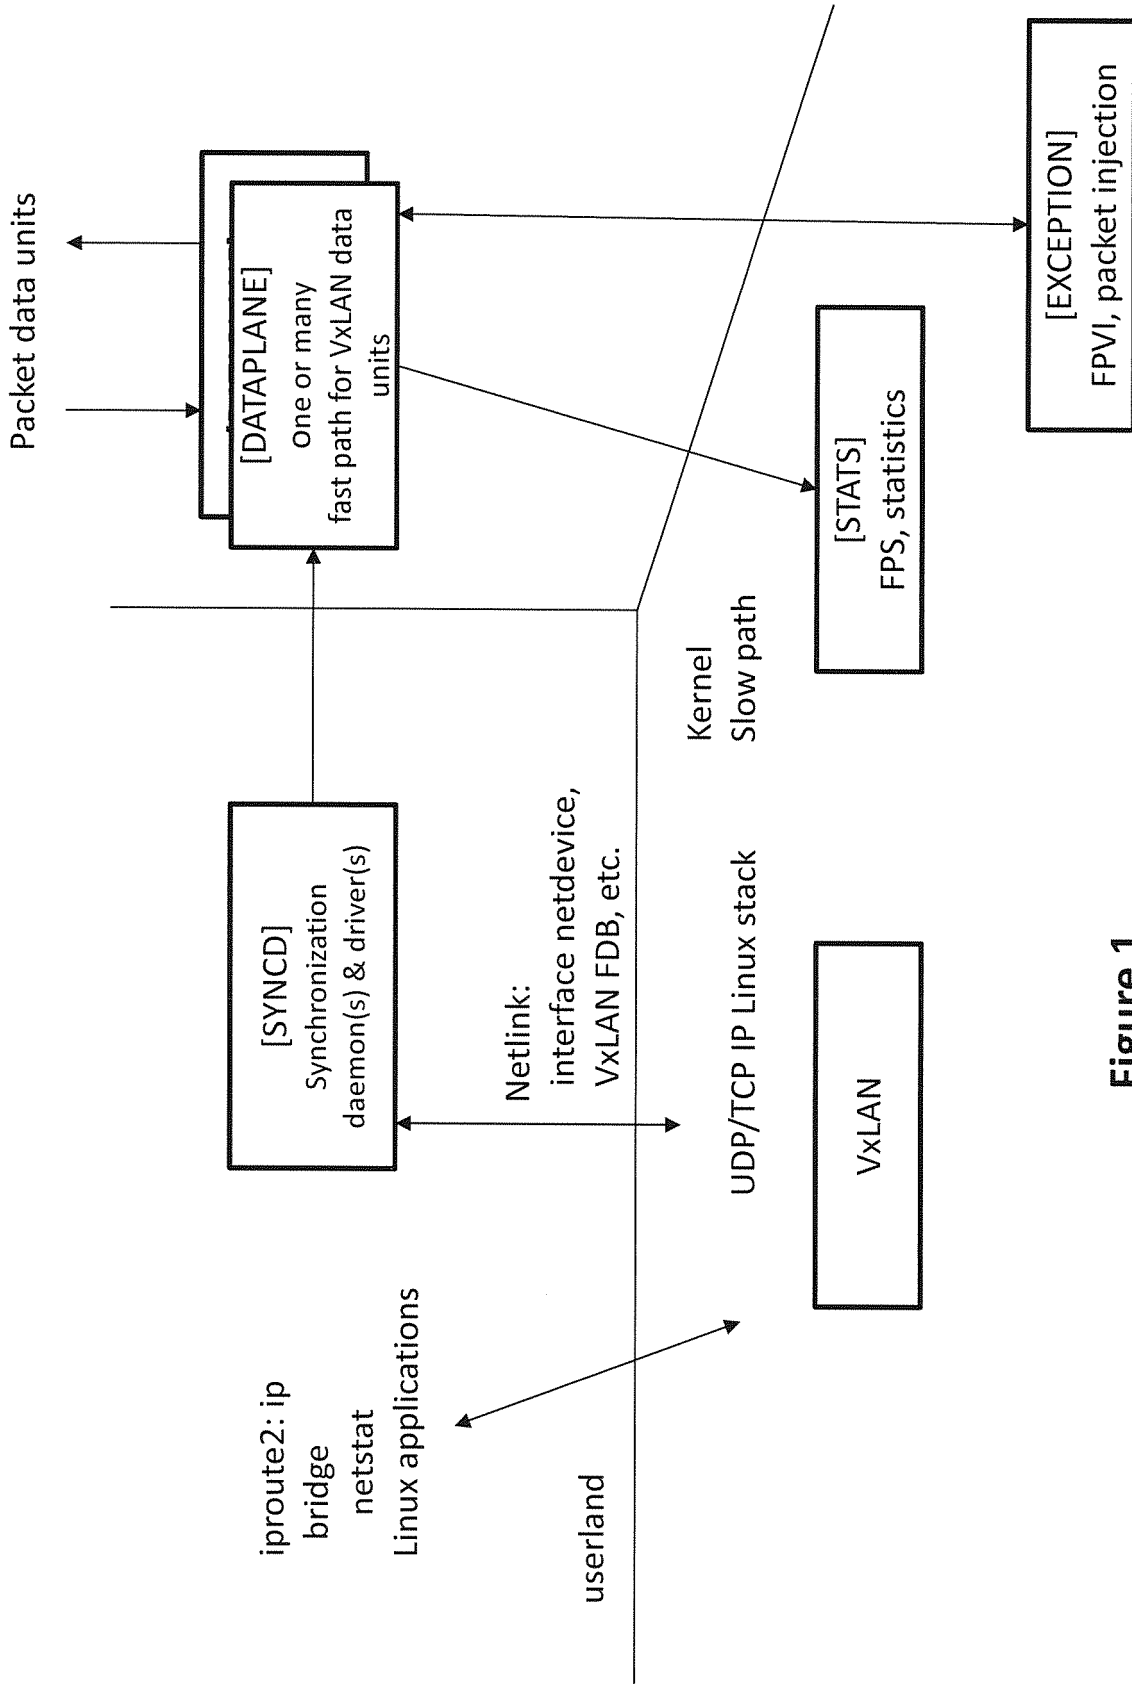 Packet data units
[DATAPLANE]
One or many
fast path for VxLAN data
units
[SYNCD]
Synchronization
daemon(s) & driver(s)
iproute2: ip
bridge
netstat
Linux applications
Netlink:
interface netdevice,
VxLAN FDB, etc.
userland
Kernel
Slow path
UDP/TCP IP Linux stack
[STATS]
FPS, statistics
VxLAN
[EXCEPTION]
FPVI, packet injection
Figure 1